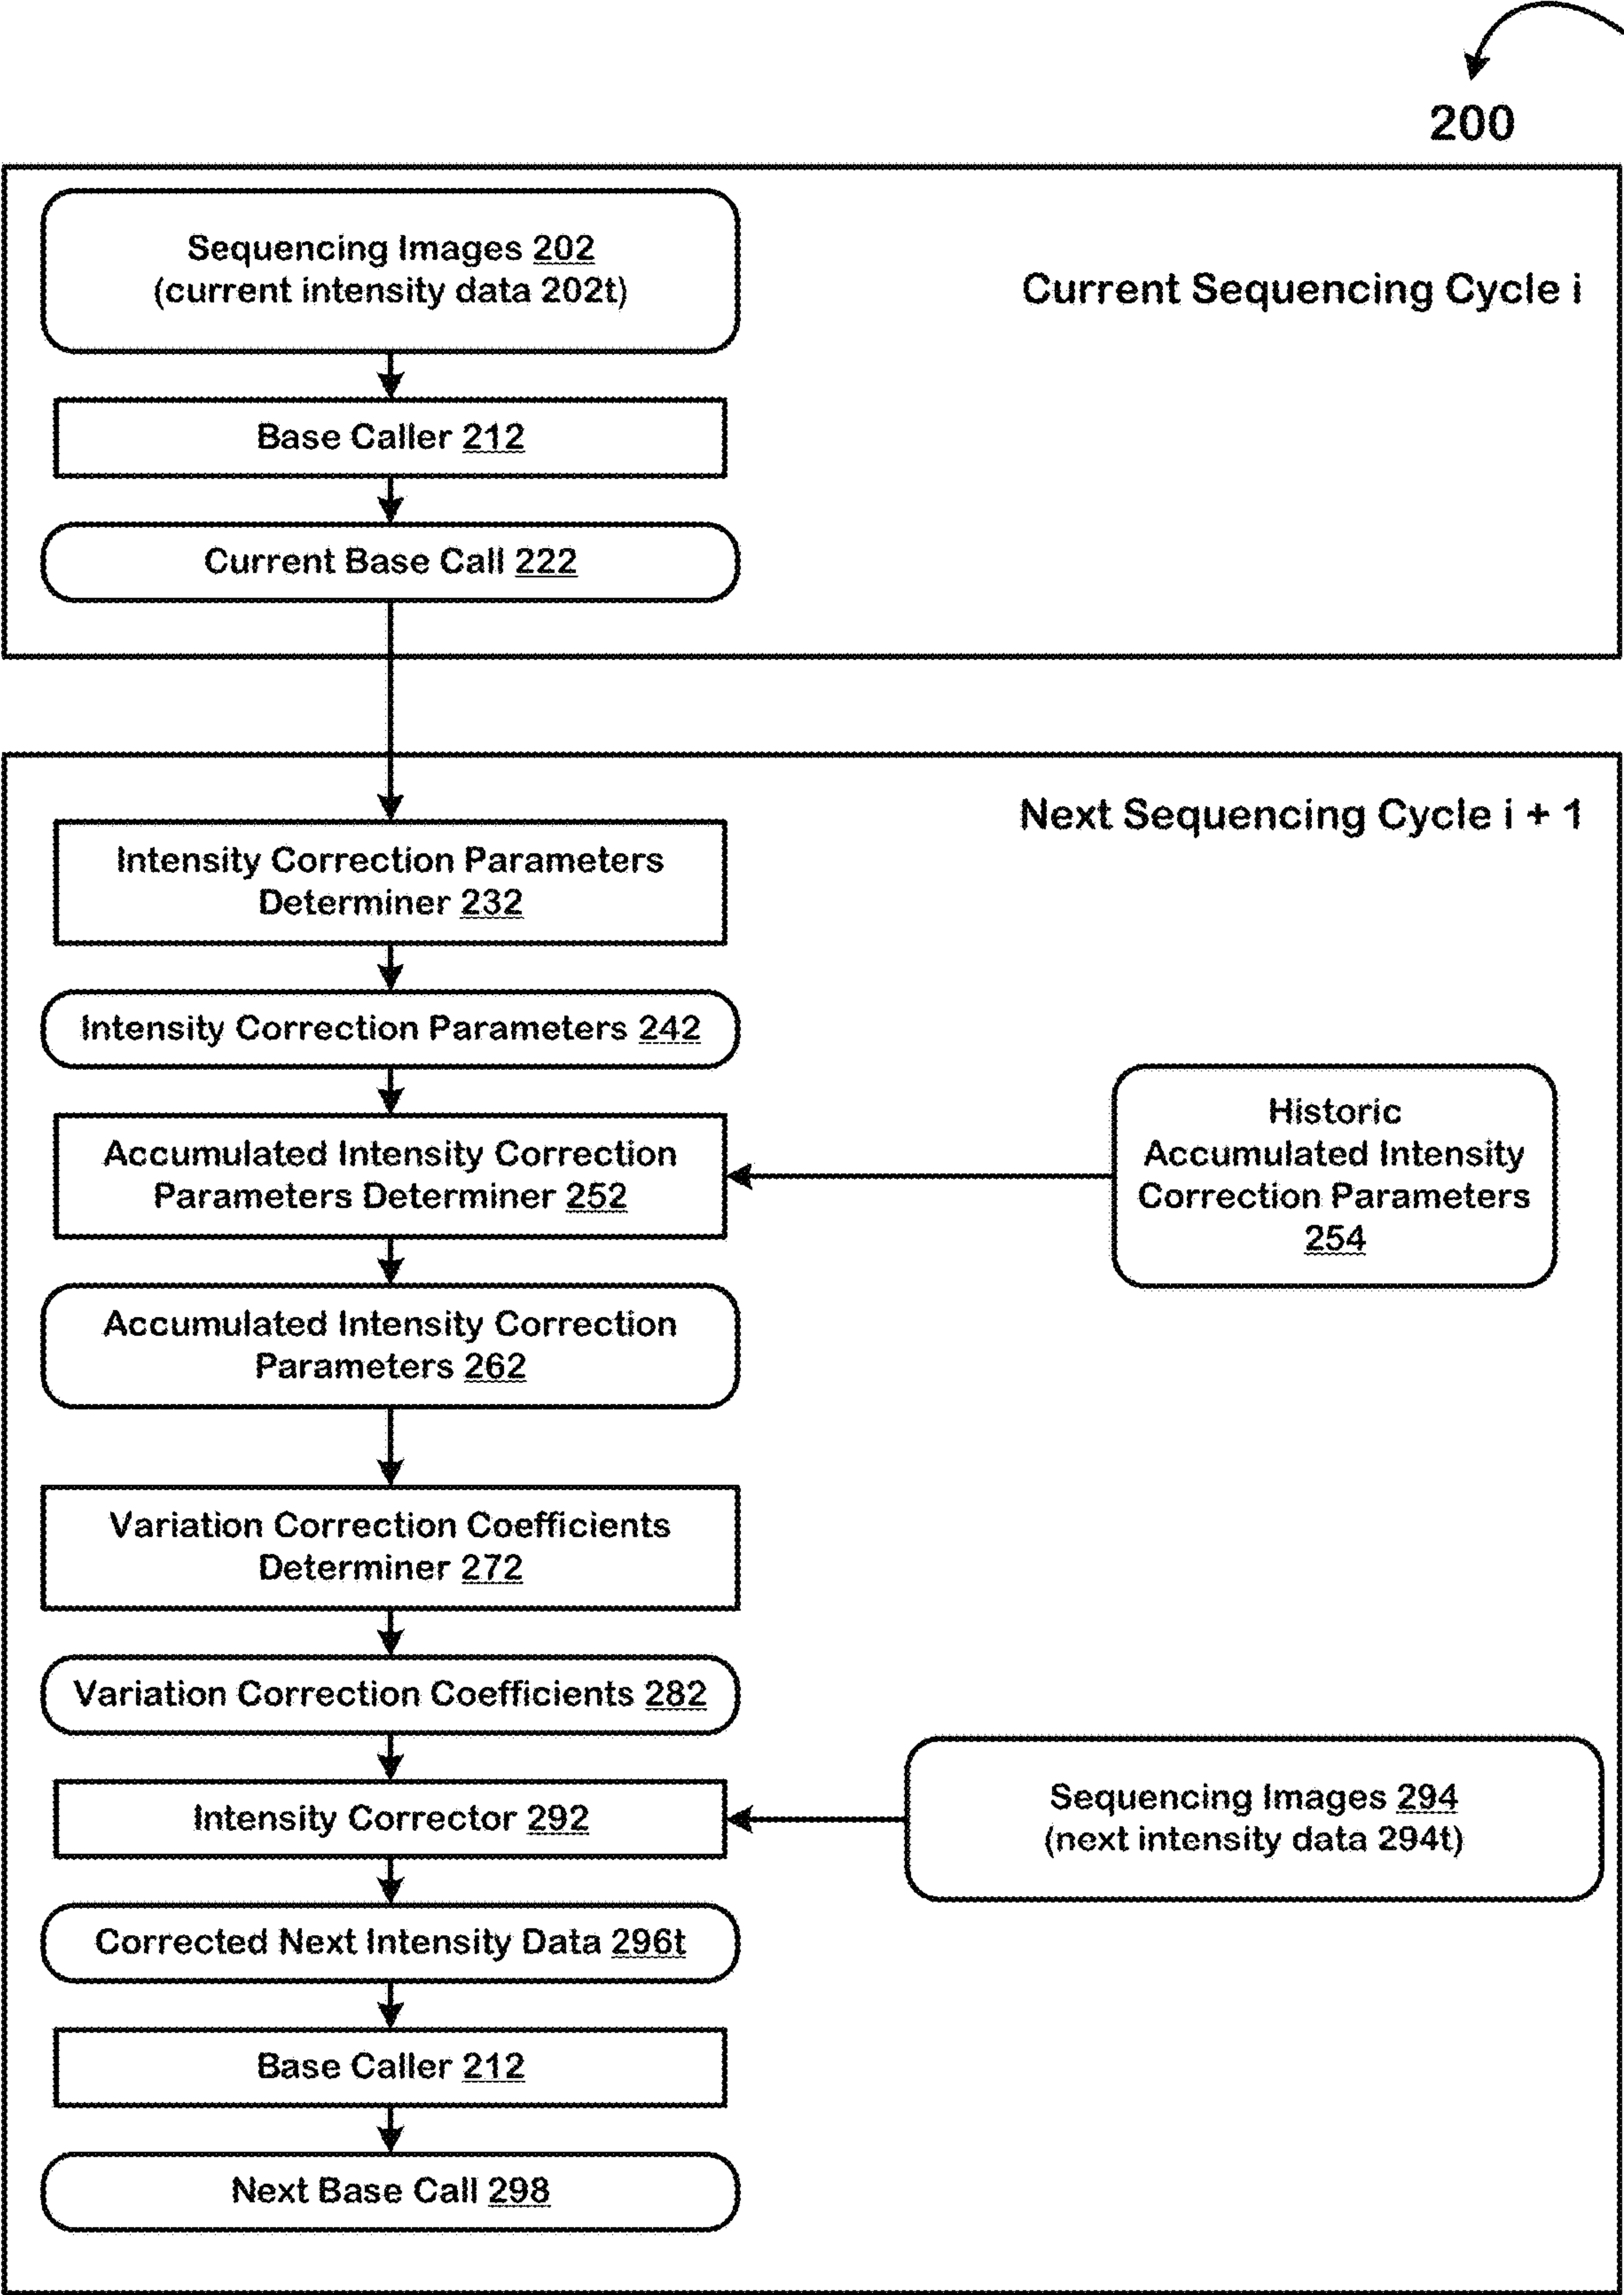 200
Sequencing Images 202
(current intensity data 202t)
Current Sequencing Cycle i
Base Caller 212
Current Base Call 222
Next Sequencing Cycle i + 1
Intensity Correction Parameters
Determiner 232
Intensity Correction Parameters 242
Accumulated Intensity Correction
Parameters Determiner 252
Historic
Accumulated Intensity
Correction Parameters
254
Accumulated Intensity Correction
Parameters 262
Variation Correction Coefficients
Determiner 272
Variation Correction Coefficients 282
Intensity Corrector 292
Sequencing Images 294
(next intensity data 294t)
Corrected Next Intensity Data 296t
Base Caller 212
Next Base Call 298